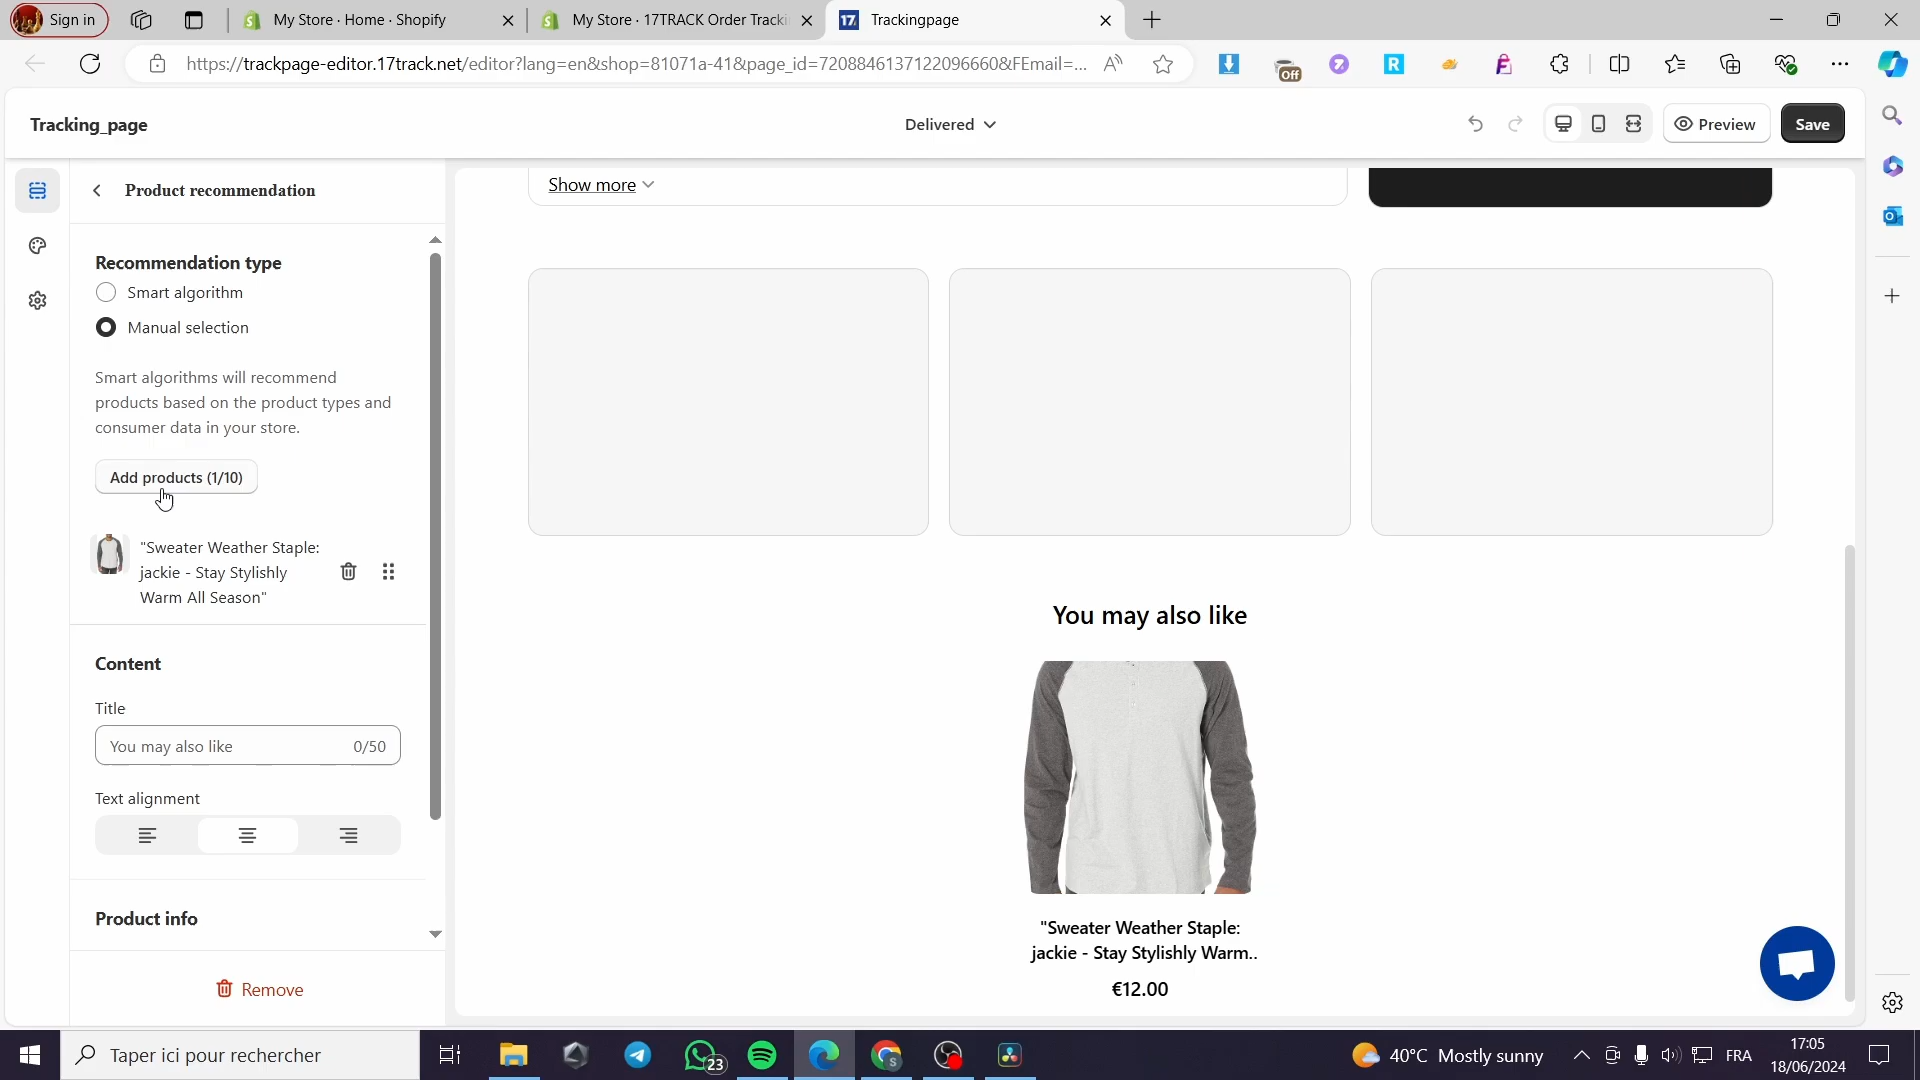 Sign in
My Store · Home · Shopify
My Store · 17TRACK Order Tracki
17
Trackingpage
https://trackpage-editor.17track.net/editor?lang=en&shop=81071a-41&page_id=7208846137122096660&FEmail=...
Off
Tracking_page
Delivered
Preview
Save
Product recommendation
Recommendation type
Smart algorithm
Manual selection
Smart algorithms will recommend
products based on the product types and
consumer data in your store.
Add products (1/10)
"Sweater Weather Staple:
jackie - Stay Stylishly
Warm All Season"
Content
Title
You may also like 0/50
Text alignment
Product info
Remove
Show more
You may also like
"Sweater Weather Staple:
jackie - Stay Stylishly Warm..
€12.00
Taper ici pour rechercher
23
40°C Mostly sunny
FRA
17:05
18/06/2024